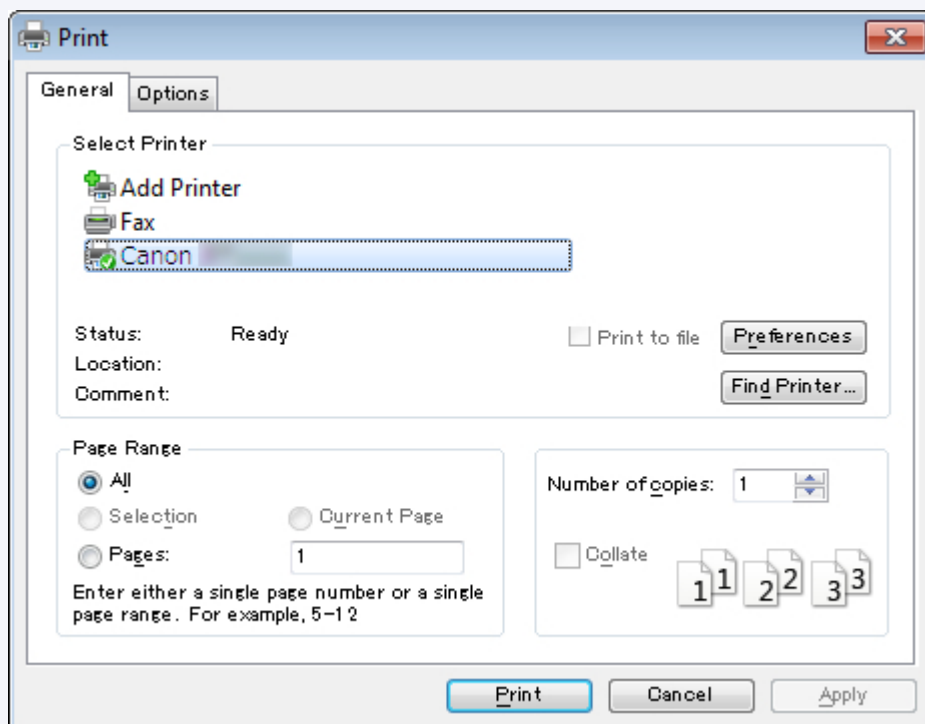 Print
General Options
Select Printer
Add Printer
Fax
Canon
Status: Ready
Print to file
Preferences
Location:
Comment:
Find Printer...
Page Range
All
Selection
Current Page
Pages: 1
Enter either a single page number or a single
page range. For example, 5-12
Number of copies: 1
Collate
1 1 2 2 3 3
Print Cancel Apply